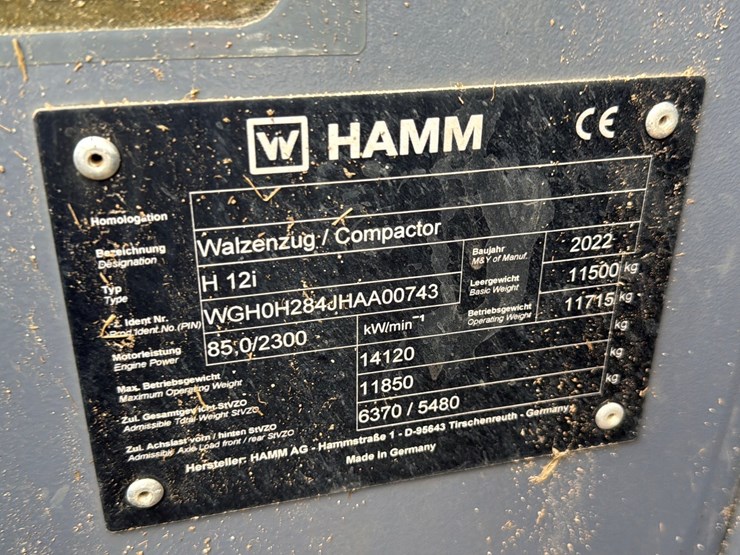 W HAMM CE
Homologation
Bezeichnung Walzenzug / Compactor Baujahr 2022
Designation M&Y of Manuf.
Typ H 12i Leergewicht 11500 kg
Type Basic Weight
z. Ident Nr. WGH0H284JHAA00743 Betriebsgewicht 11715 kg
Prod.Ident.No.(PIN) Operating Weight
Motorleistung 85,0/2300 kW/min⁻¹
Engine Power
Max. Betriebsgewicht 14120 kg
Maximum Operating Weight
Zul. Gesamtgewicht StVZO 11850 kg
Admissible Total Weight StVZO
Zul. Achslast vorn / hinten StVZO 6370 / 5480 kg
Admissible Axle Load front / rear StVZO
Hersteller: HAMM AG - Hammstraße 1 - D-95643 Tirschenreuth - Germany
Made in Germany